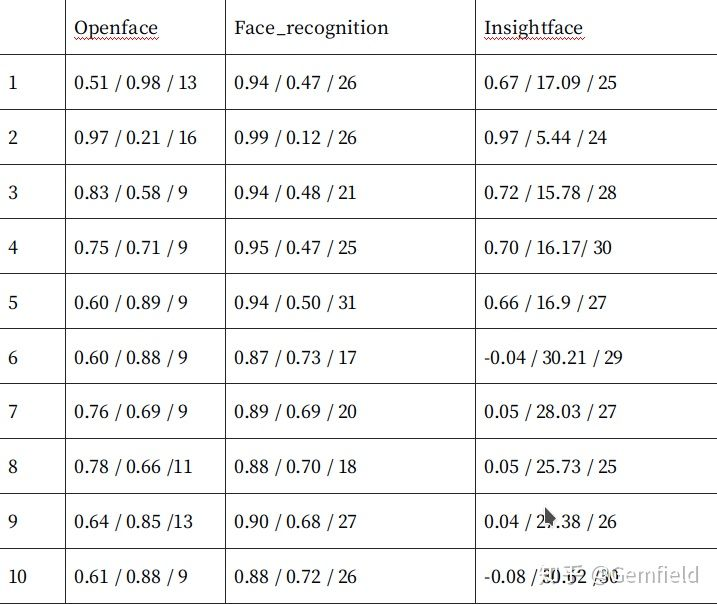 Openface Face_recognition Insightface
1 0.51 / 0.98 / 13 0.94 / 0.47 / 26 0.67 / 17.09 / 25
2 0.97 / 0.21 / 16 0.99 / 0.12 / 26 0.97 / 5.44 / 24
3 0.83 / 0.58 / 9 0.94 / 0.48 / 21 0.72 / 15.78 / 28
4 0.75 / 0.71 / 9 0.95 / 0.47 / 25 0.70 / 16.17/ 30
5 0.60 / 0.89 / 9 0.94 / 0.50 / 31 0.66 / 16.9 / 27
6 0.60 / 0.88 / 9 0.87 / 0.73 / 17 -0.04 / 30.21 / 29
7 0.76 / 0.69 / 9 0.89 / 0.69 / 20 0.05 / 28.03 / 27
8 0.78 / 0.66 /11 0.88 / 0.70 / 18 0.05 / 25.73 / 25
9 0.64 / 0.85 /13 0.90 / 0.68 / 27 0.04 / / 26
10 0.61 / 0.88 / 9 0.88 / 0.72 / 26 -0.08 / 30.62 /30
知乎 @Gemfield